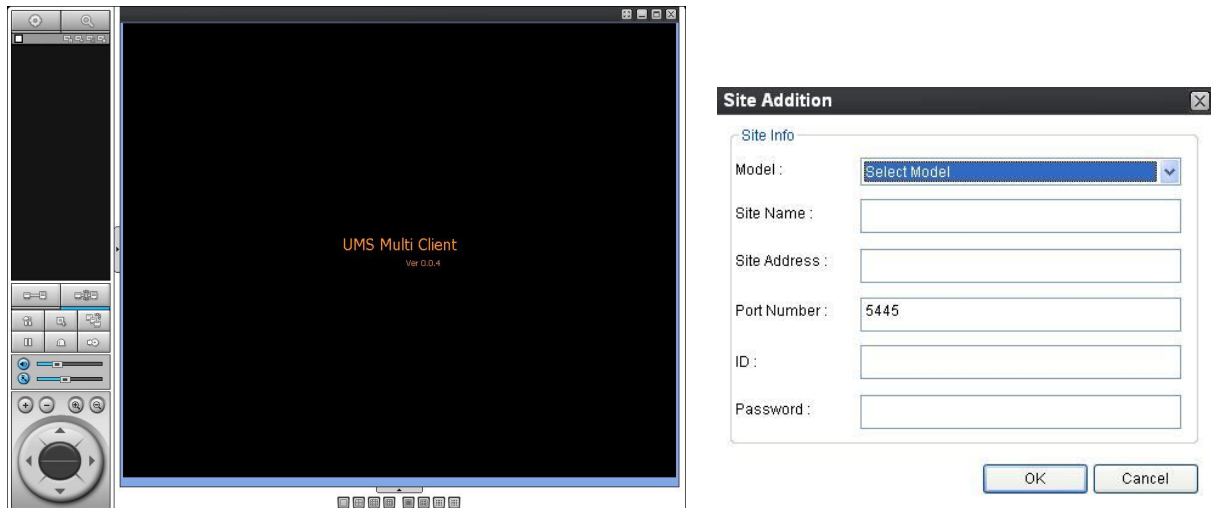 UMS Multi Client
Ver 0.0.4
Site Addition
Site Info
Model :
Select Model
Site Name :
Site Address :
Port Number :
5445
ID :
Password :
OK
Cancel